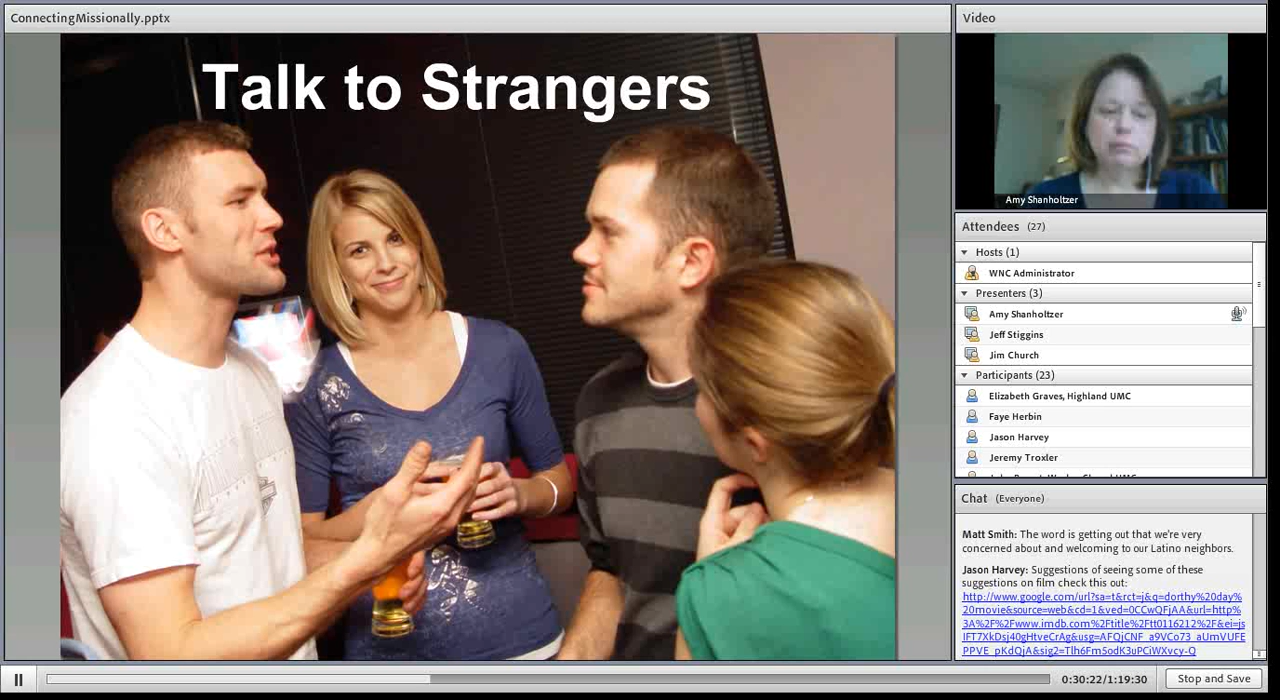 ConnectingMissionally.pptx
Talk to Strangers
Video
Amy Shanholtzer
Attendees (27)
Hosts (1)
WNC Administrator
Presenters (3)
Amy Shanholtzer
Jeff Stiggins
Jim Church
Participants (23)
Elizabeth Graves, Highland UMC
Faye Herbin
Jason Harvey
Jeremy Troxler
Chat (Everyone)
Matt Smith: The word is getting out that we're very
concerned about and welcoming to our Latino neighbors.
Jason Harvey: Suggestions of seeing some of these
suggestions on film check this out:
http://www.google.com/url?sa=t&rct=j&q=dorthy%20day%
20movie&source=web&cd=1&ved=0CCwQFjAA&url=http%
3A%2F%2Fwww.imdb.com%2Ftitle%2Ftt0116212%2F&ei=js
IFT7XkDsj40gHtveCrAg&usg=AFQjCNF_a9VCo73_aUmVUFE
PPVE_pKdQjA&sig2=Tlh6Fm5odK3uPCiWXvcy-Q
0:30:22/1:19:30
Stop and Save